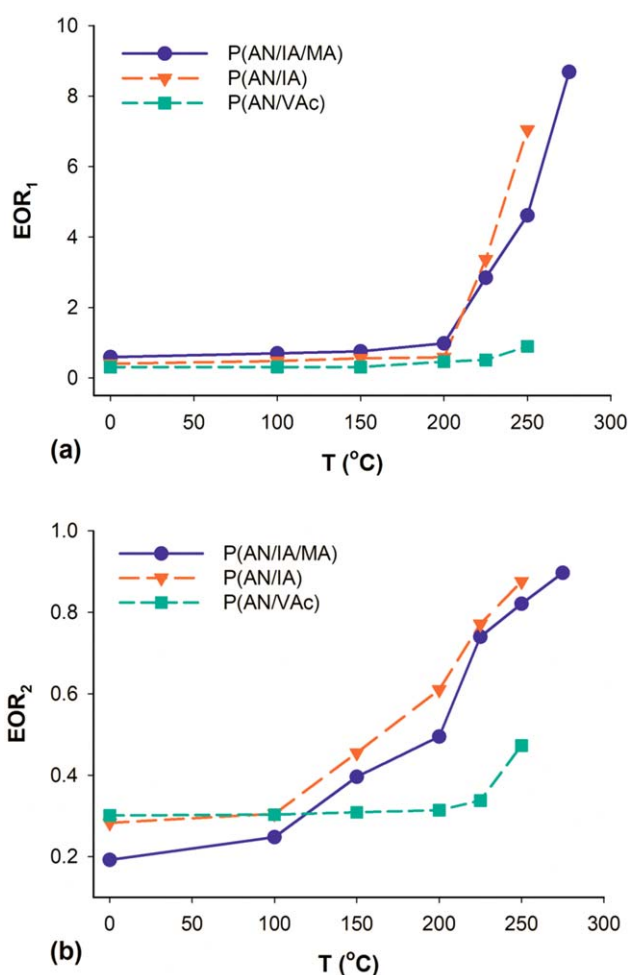 10
8
6
4
2
0
EOR₁
P(AN/IA/MA)
P(AN/IA)
P(AN/VAc)
0 50 100 150 200 250 300
(a)
T (°C)
1.0
0.8
0.6
0.4
0.2
EOR₂
P(AN/IA/MA)
P(AN/IA)
P(AN/VAc)
0 50 100 150 200 250 300
(b)
T (°C)